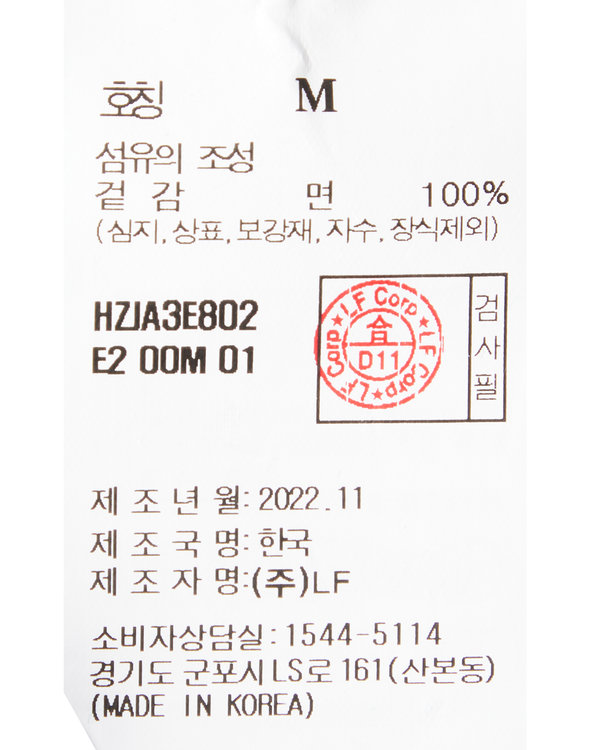 호칭 M
섬유의 조성
겉 감 면 100%
(심지, 상표, 보강재, 자수, 장식제외)
HZJA3E802
E2 00M 01
LF Corp ★ LF Corp ★ LF Corp ★
合
D11
검사필
제 조 년 월: 2022.11
제 조 국 명: 한국
제 조 자 명:(주)LF
소비자상담실: 1544-5114
경기도 군포시 LS로 161(산본동)
(MADE IN KOREA)